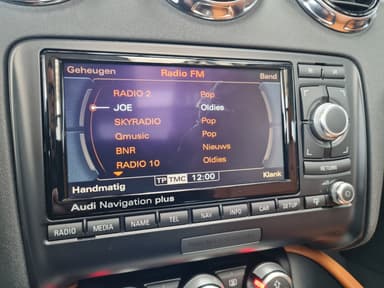 Geheugen Radio FM Band
RADIO 2 Pop
JOE Oldies
SKYRADIO Pop
Qmusic Pop
BNR Nieuws
RADIO 10 Oldies
TP TMC 12:00
Handmatig Klank
Audi Navigation plus
RETURN
RADIO MEDIA NAME TEL NAV INFO CAR SETUP